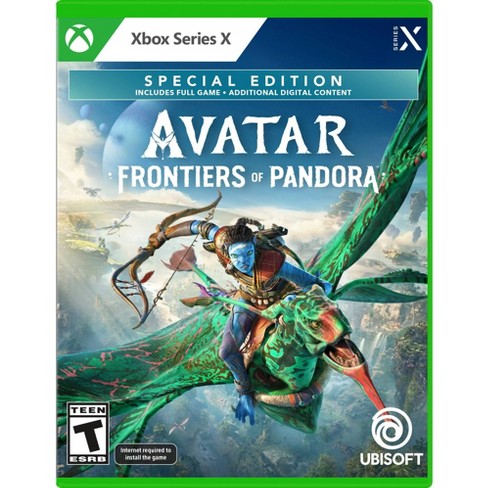 Xbox Series X
SERIES X
SPECIAL EDITION
INCLUDES FULL GAME • ADDITIONAL DIGITAL CONTENT
AVATAR
: FRONTIERS OF PANDORA :
TEEN
T
ESRB
Internet required to
install the game
UBISOFT